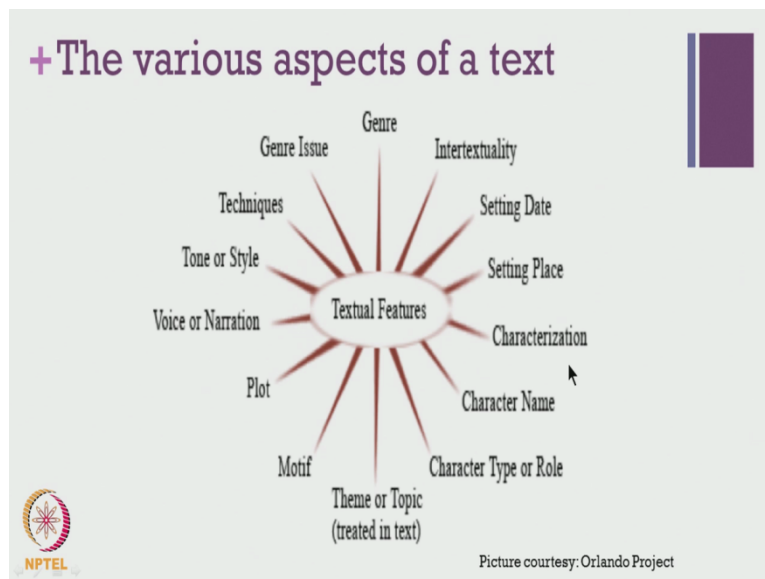 +The various aspects of a text
Genre
Genre Issue
Intertextuality
Techniques
Setting Date
Tone or Style
Setting Place
Textual Features
Voice or Narration
Characterization
Plot
Character Name
Motif
Character Type or Role
Theme or Topic
(treated in text)
NPTEL
Picture courtesy: Orlando Project